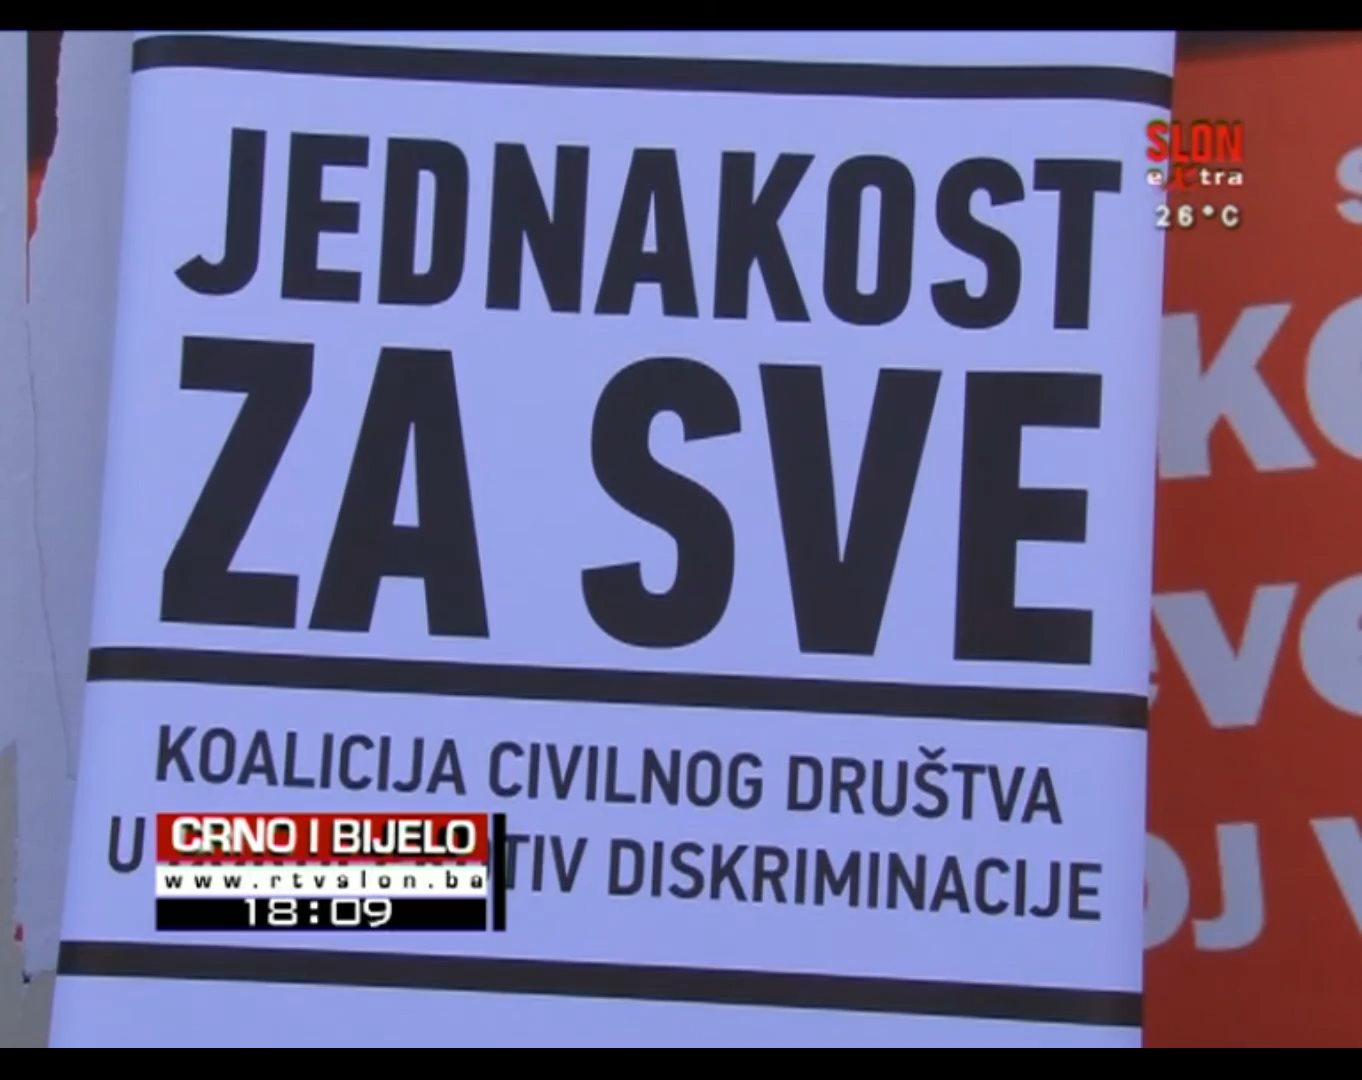 JEDNAKOST
ZA SVE
KOALICIJA CIVILNOG DRUŠTVA
U TIV DISKRIMINACIJE
SLON
extra
26°C
CRNO I BIJELO
www.rtvslon.ba
18:09